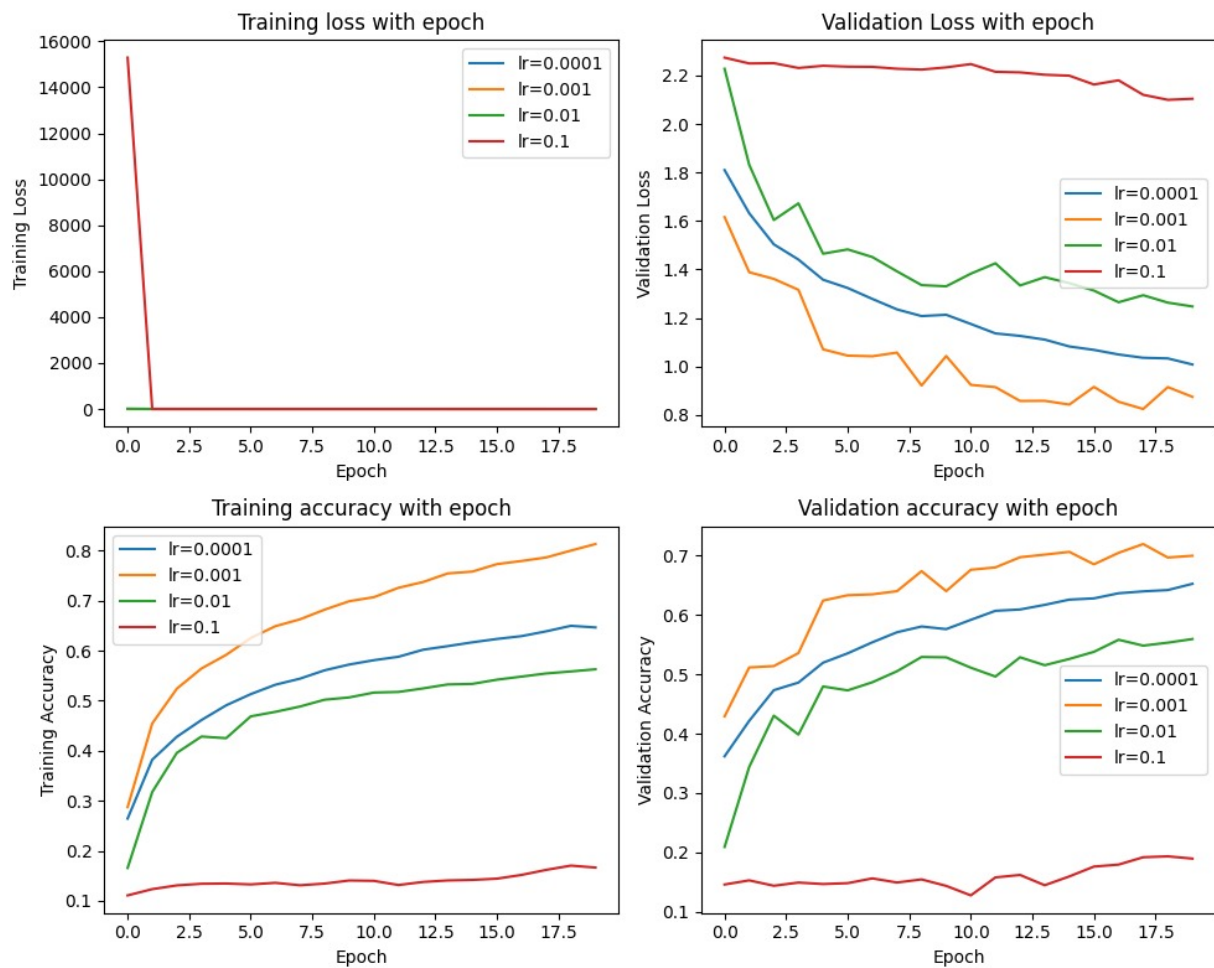 Training loss with epoch
16000
14000
12000
10000
8000
6000
4000
2000
0
Training Loss
lr=0.0001
lr=0.001
lr=0.01
lr=0.1
0.0 2.5 5.0 7.5 10.0 12.5 15.0 17.5
Epoch
Validation Loss with epoch
2.2
2.0
1.8
1.6
1.4
1.2
1.0
0.8
Validation Loss
lr=0.0001
lr=0.001
lr=0.01
lr=0.1
0.0 2.5 5.0 7.5 10.0 12.5 15.0 17.5
Epoch
Training accuracy with epoch
0.8
0.7
0.6
0.5
0.4
0.3
0.2
0.1
Training Accuracy
lr=0.0001
lr=0.001
lr=0.01
lr=0.1
0.0 2.5 5.0 7.5 10.0 12.5 15.0 17.5
Epoch
Validation accuracy with epoch
0.7
0.6
0.5
0.4
0.3
0.2
0.1
Validation Accuracy
lr=0.0001
lr=0.001
lr=0.01
lr=0.1
0.0 2.5 5.0 7.5 10.0 12.5 15.0 17.5
Epoch